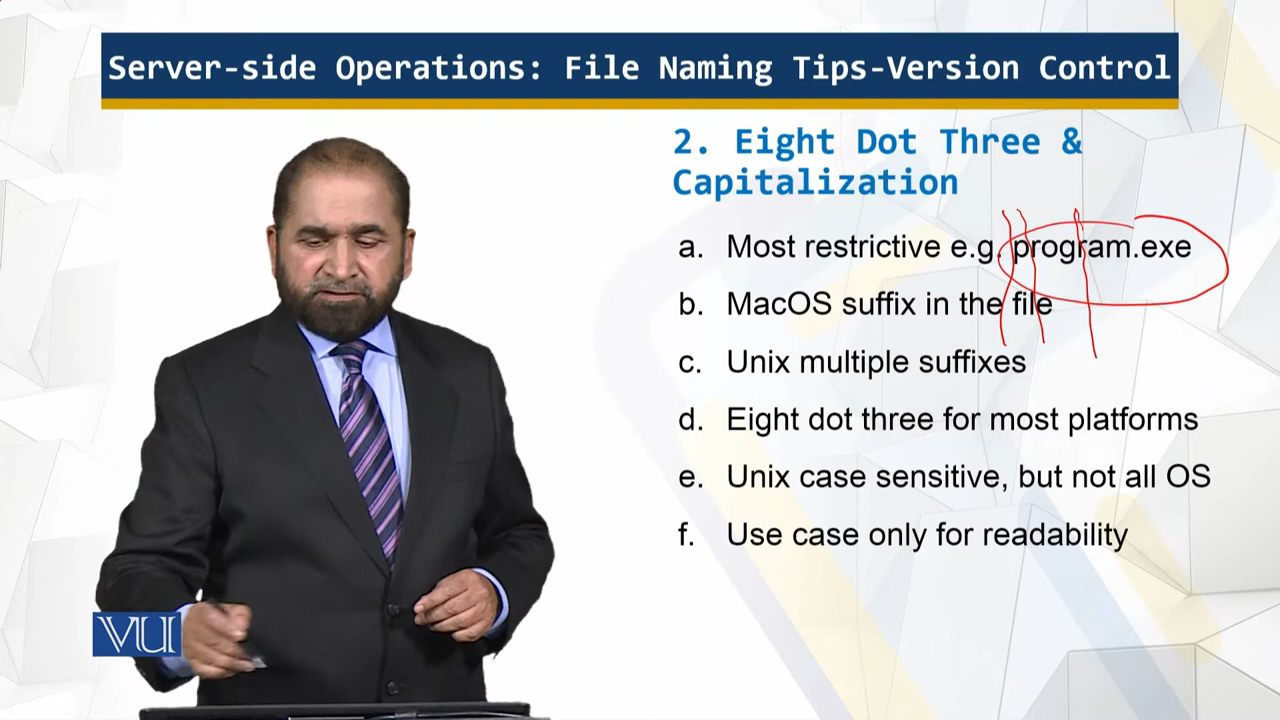 Server-side Operations: File Naming Tips-Version Control
2. Eight Dot Three &
Capitalization
a. Most restrictive e.g. program.exe
b. MacOS suffix in the file
c. Unix multiple suffixes
d. Eight dot three for most platforms
e. Unix case sensitive, but not all OS
f. Use case only for readability
VU